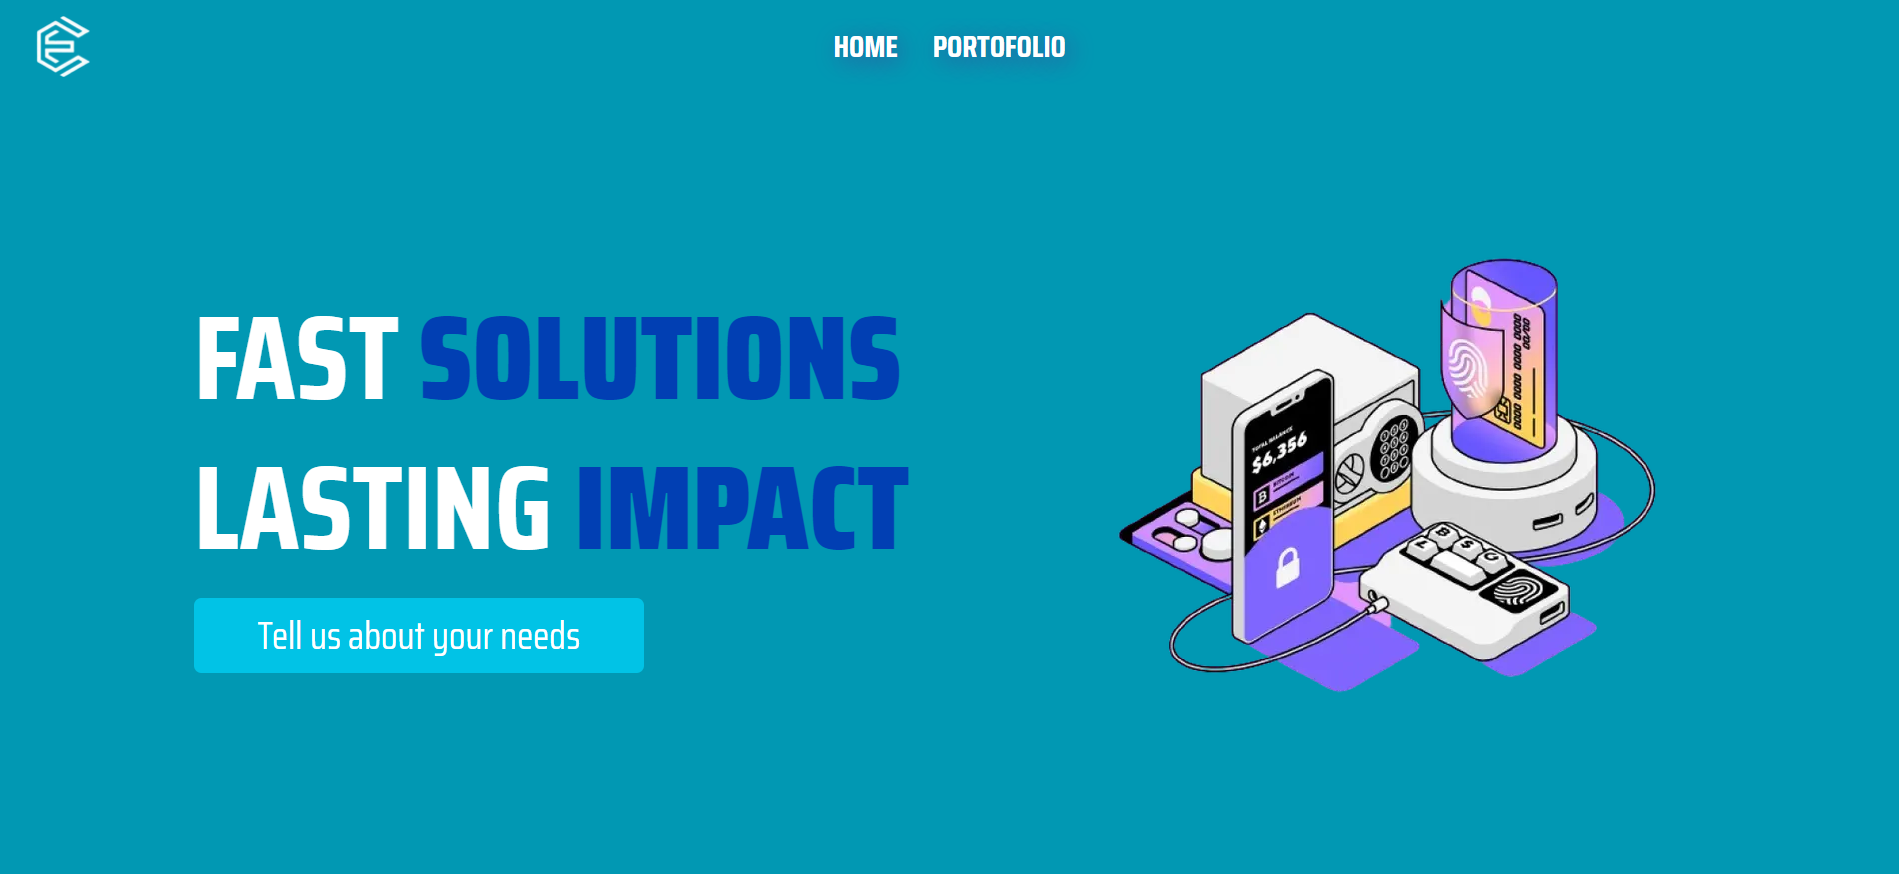 HOME PORTOFOLIO
FAST SOLUTIONS
LASTING IMPACT
Tell us about your needs
TOTAL BALANCE
$6,356
BITCOIN
ETHEREUM
0000 0000 0000 0000
00/00
£ B $ G